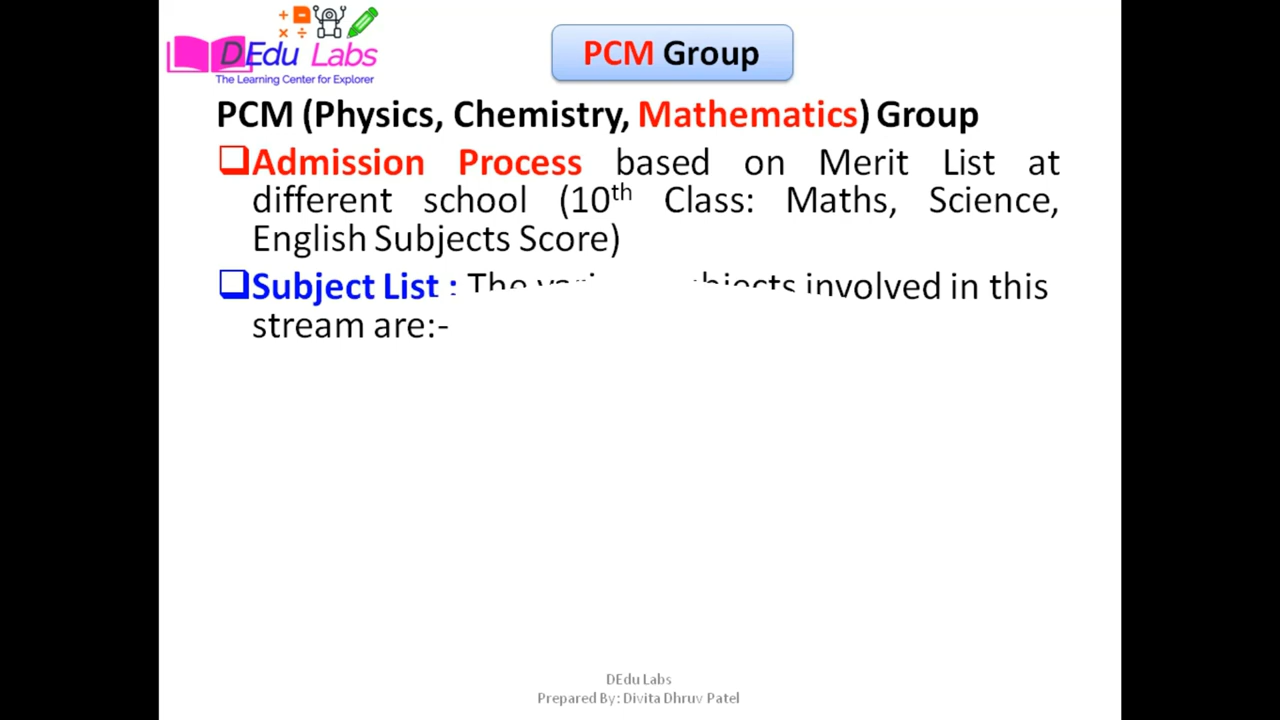 DEdu Labs
The Learning Center for Explorer
PCM Group
PCM (Physics, Chemistry, Mathematics) Group
Admission Process based on Merit List at
different school (10th Class: Maths, Science,
English Subjects Score)
Subject List : The involved in this
stream are:-
DEdu Labs
Prepared By: Divita Dhruv Patel